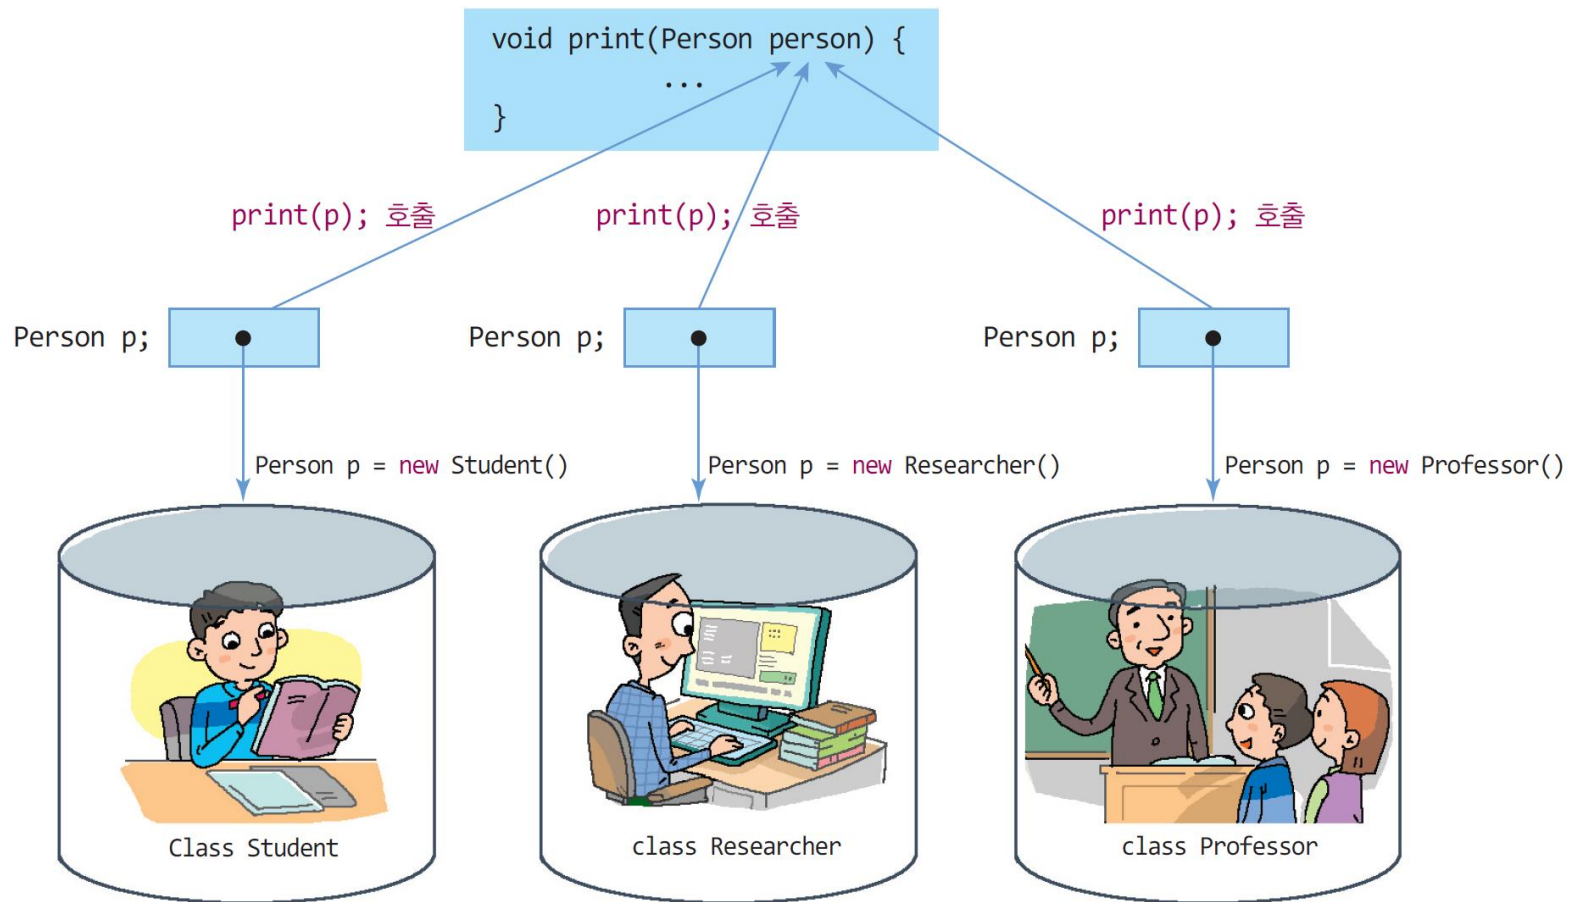 void print(Person person) {
...
}
print(p); 호출
print(p); 호출
print(p); 호출
Person p;
Person p;
Person p;
Person p = new Student()
Person p = new Researcher()
Person p = new Professor()
Class Student
class Researcher
class Professor